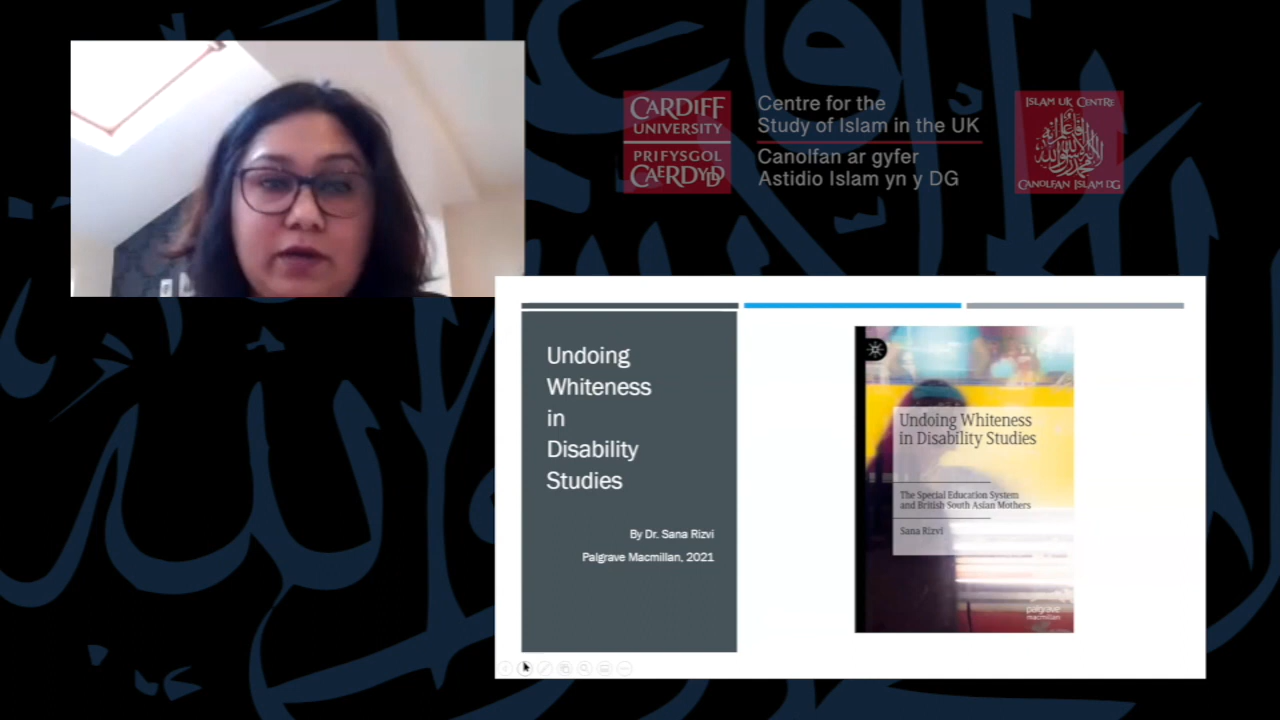 CARDIFF
UNIVERSITY
PRIFYSGOL
CAERDYDD
Centre for the
Study of Islam in the UK
Canolfan ar gyfer
Astidio Islam yn y DG
ISLAM UK CENTRE
CANOLFAN ISLAM DG
Undoing
Whiteness
in
Disability
Studies
By Dr. Sana Rizvi
Palgrave Macmillan, 2021
Undoing Whiteness
in Disability Studies
The Special Education System
and British South Asian Mothers
Sana Rizvi
palgrave
macmillan